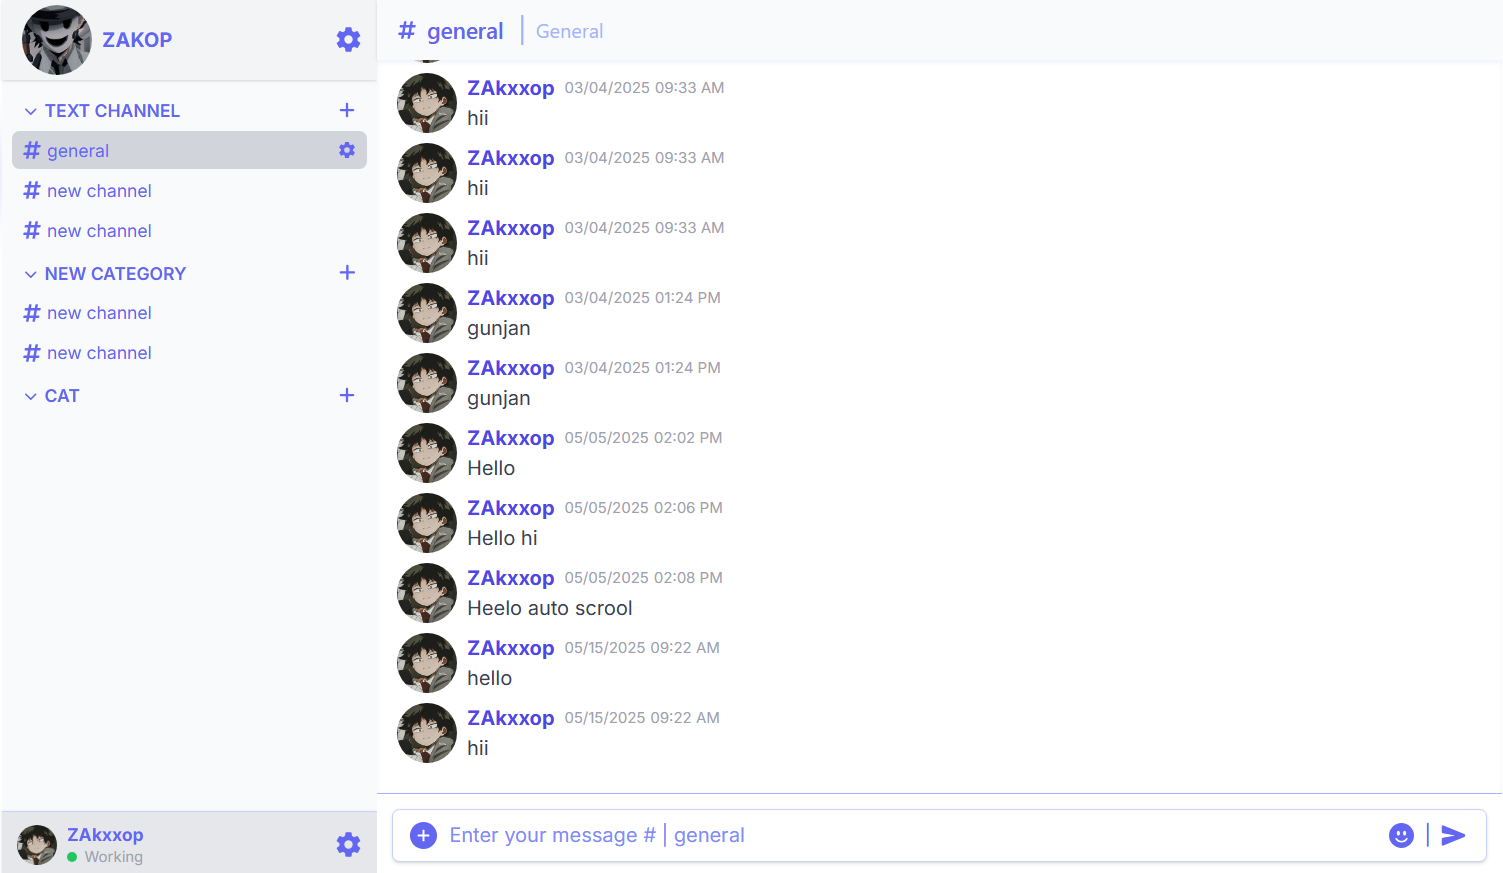 ZAKOP
TEXT CHANNEL
# general
# new channel
# new channel
NEW CATEGORY
# new channel
# new channel
CAT
ZAkxxop
Working
# general | General
ZAkxxop 03/04/2025 09:33 AM
hii
ZAkxxop 03/04/2025 09:33 AM
hii
ZAkxxop 03/04/2025 09:33 AM
hii
ZAkxxop 03/04/2025 01:24 PM
gunjan
ZAkxxop 03/04/2025 01:24 PM
gunjan
ZAkxxop 05/05/2025 02:02 PM
Hello
ZAkxxop 05/05/2025 02:06 PM
Hello hi
ZAkxxop 05/05/2025 02:08 PM
Heelo auto scrool
ZAkxxop 05/15/2025 09:22 AM
hello
ZAkxxop 05/15/2025 09:22 AM
hii
Enter your message # | general